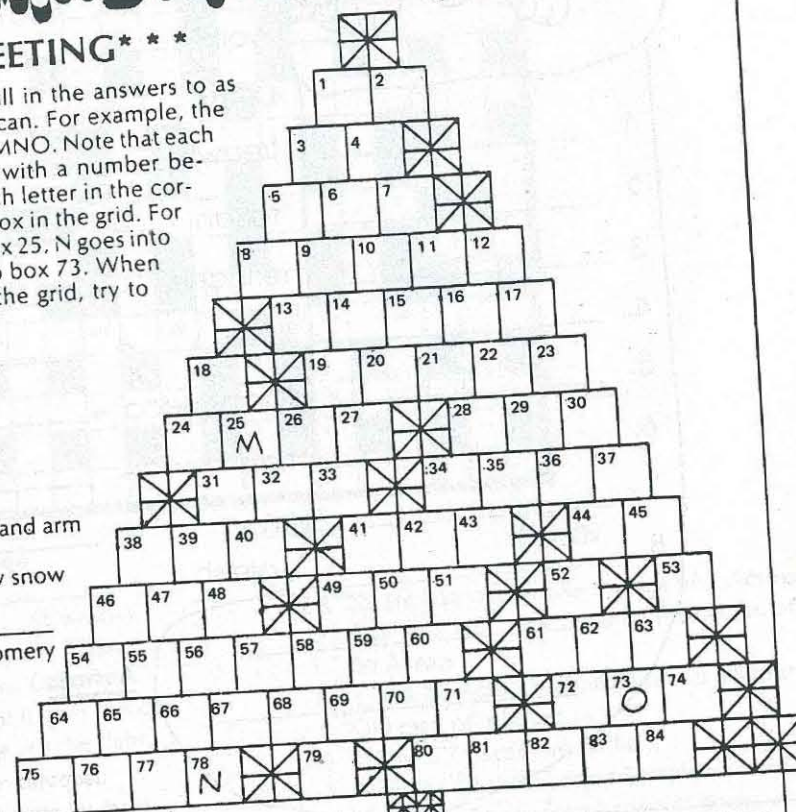 EETING* * *
ll in the answers to as
can. For example, the
MNO. Note that each
with a number be-
h letter in the cor-
ox in the grid. For
x 25, N goes into
box 73. When
the grid, try to
and arm
snow
omery
1 2
3 4
5 6 7
8 9 10 11 12
13 14 15 16 17
18 19 20 21 22 23
24 25 26 27 28 29 30
M
31 32 33 34 35 36 37
38 39 40 41 42 43 44 45
46 47 48 49 50 51 52 53
54 55 56 57 58 59 60 61 62 63
64 65 66 67 68 69 70 71 72 73 74
O
75 76 77 78 79 80 81 82 83 84
N